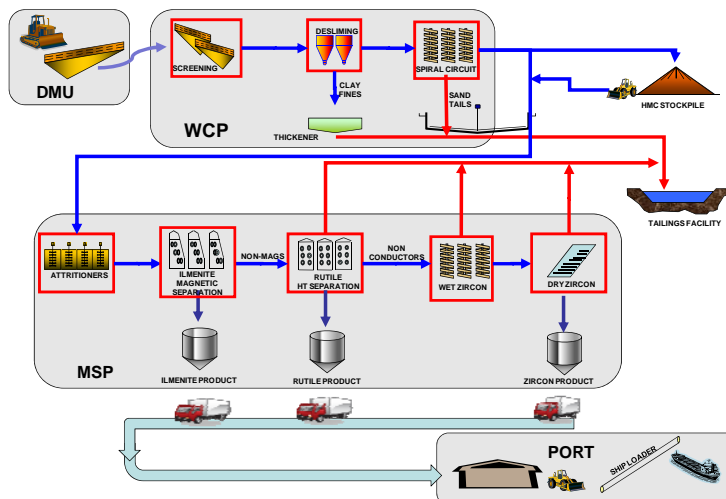 DMU
SCREENING
DESLIMING
SPIRAL CIRCUIT
CLAY
FINES
SAND
TAILS
THICKENER
WCP
HMC STOCKPILE
TAILINGS FACILITY
ATTRITIONERS
ILMENITE
MAGNETIC
SEPARATION
NON-MAGS
RUTILE
HT SEPARATION
NON
CONDUCTORS
WET ZIRCON
DRY ZIRCON
MSP
ILMENITE PRODUCT
RUTILE PRODUCT
ZIRCON PRODUCT
PORT
SHIP LOADER